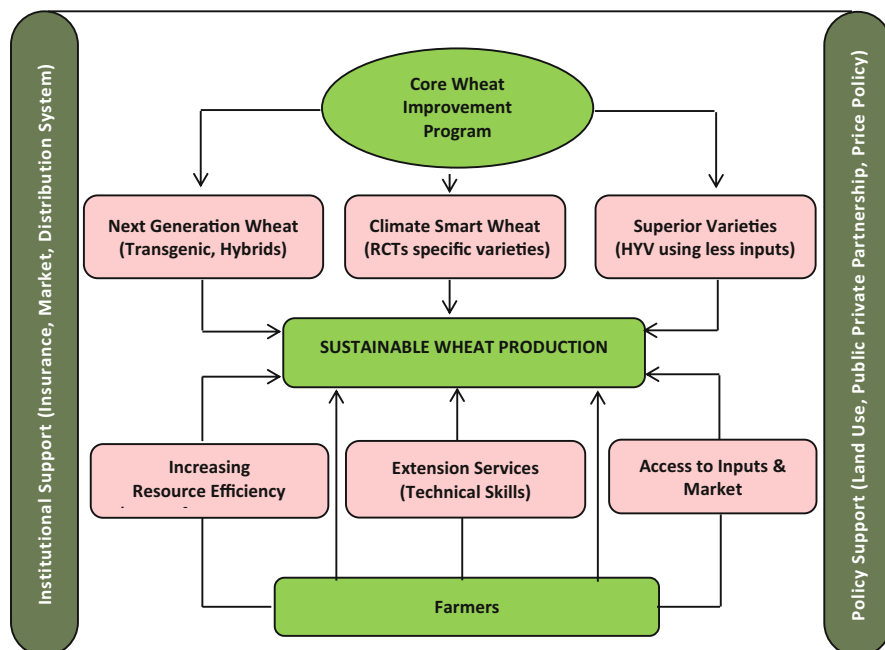 Institutional Support (Insurance, Market, Distribution System)
Core Wheat
Improvement
Program
Next Generation Wheat
(Transgenic, Hybrids)
Climate Smart Wheat
(RCTs specific varieties)
Superior Varieties
(HYV using less inputs)
SUSTAINABLE WHEAT PRODUCTION
Increasing
Resource Efficiency
Extension Services
(Technical Skills)
Access to Inputs &
Market
Farmers
Policy Support (Land Use, Public Private Partnership, Price Policy)